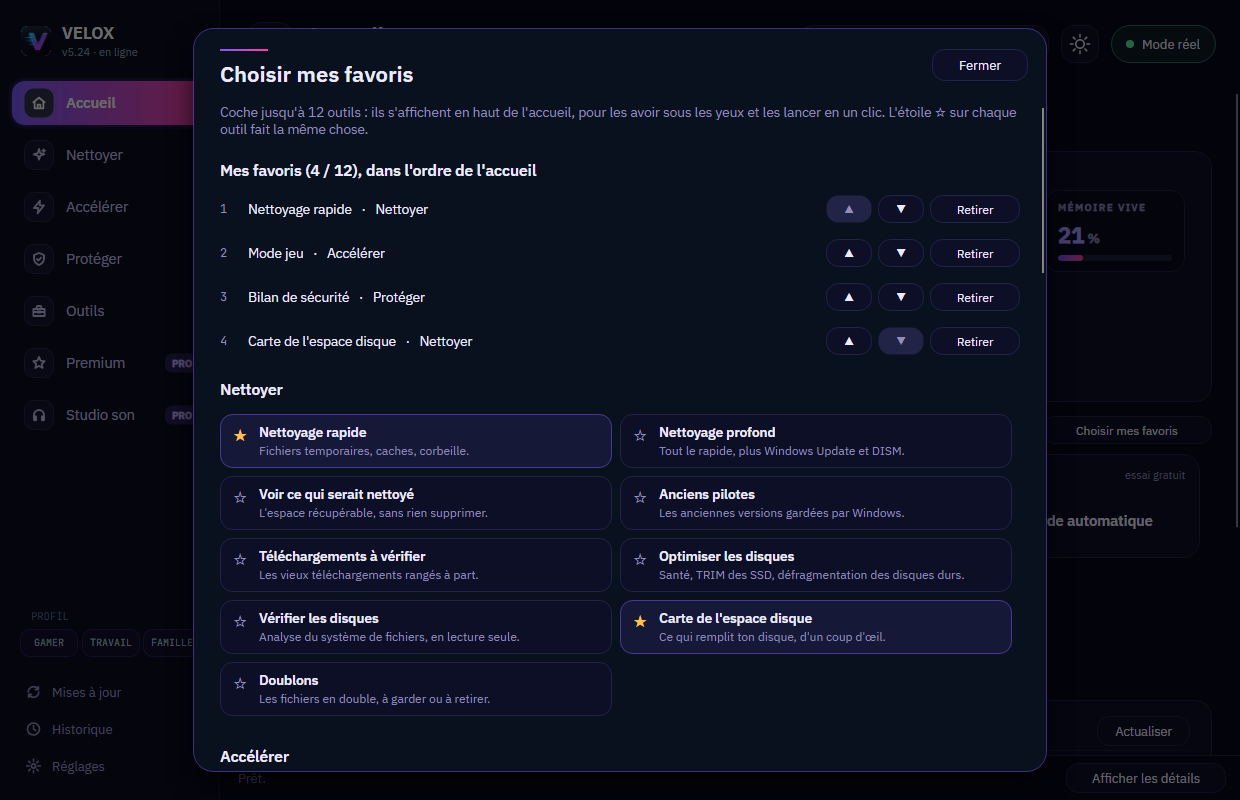 VELOX
v5.24 · en ligne
Mode réel
Accueil
Nettoyer
Accélérer
Protéger
Outils
Premium
PRO
Studio son
PRO
PROFIL
GAMER
TRAVAIL
FAMILLE
Mises à jour
Historique
Réglages
Choisir mes favoris
Fermer
Coche jusqu'à 12 outils : ils s'affichent en haut de l'accueil, pour les avoir sous les yeux et les lancer en un clic. L'étoile ☆ sur chaque
outil fait la même chose.
Mes favoris (4 / 12), dans l'ordre de l'accueil
1 Nettoyage rapide · Nettoyer ▲ ▼ Retirer
2 Mode jeu · Accélérer ▲ ▼ Retirer
3 Bilan de sécurité · Protéger ▲ ▼ Retirer
4 Carte de l'espace disque · Nettoyer ▲ ▼ Retirer
Nettoyer
★ Nettoyage rapide
Fichiers temporaires, caches, corbeille.
☆ Nettoyage profond
Tout le rapide, plus Windows Update et DISM.
☆ Voir ce qui serait nettoyé
L'espace récupérable, sans rien supprimer.
☆ Anciens pilotes
Les anciennes versions gardées par Windows.
☆ Téléchargements à vérifier
Les vieux téléchargements rangés à part.
☆ Optimiser les disques
Santé, TRIM des SSD, défragmentation des disques durs.
☆ Vérifier les disques
Analyse du système de fichiers, en lecture seule.
★ Carte de l'espace disque
Ce qui remplit ton disque, d'un coup d'œil.
☆ Doublons
Les fichiers en double, à garder ou à retirer.
Accélérer
MÉMOIRE VIVE
21 %
Choisir mes favoris
essai gratuit
de automatique
Actualiser
Prêt.
Afficher les détails